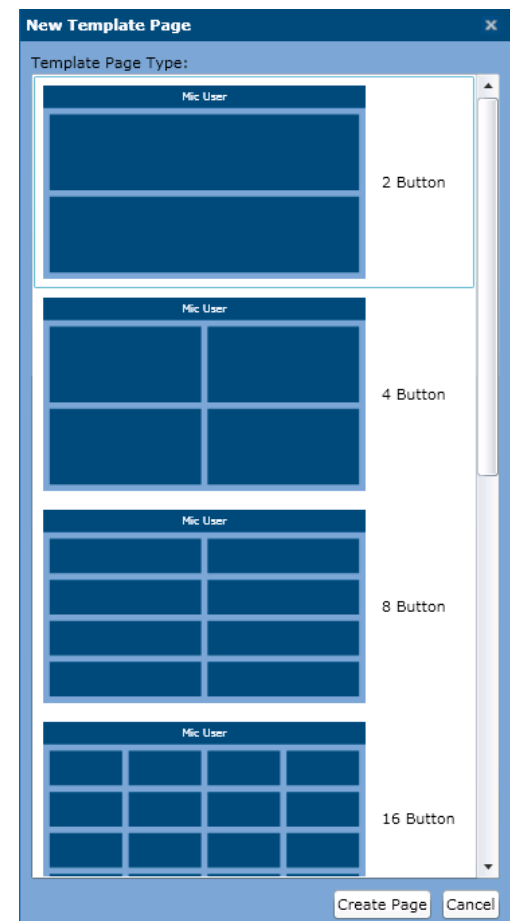 New Template Page
Template Page Type:
Mic User
2 Button
Mic User
4 Button
Mic User
8 Button
Mic User
16 Button
Create Page Cancel